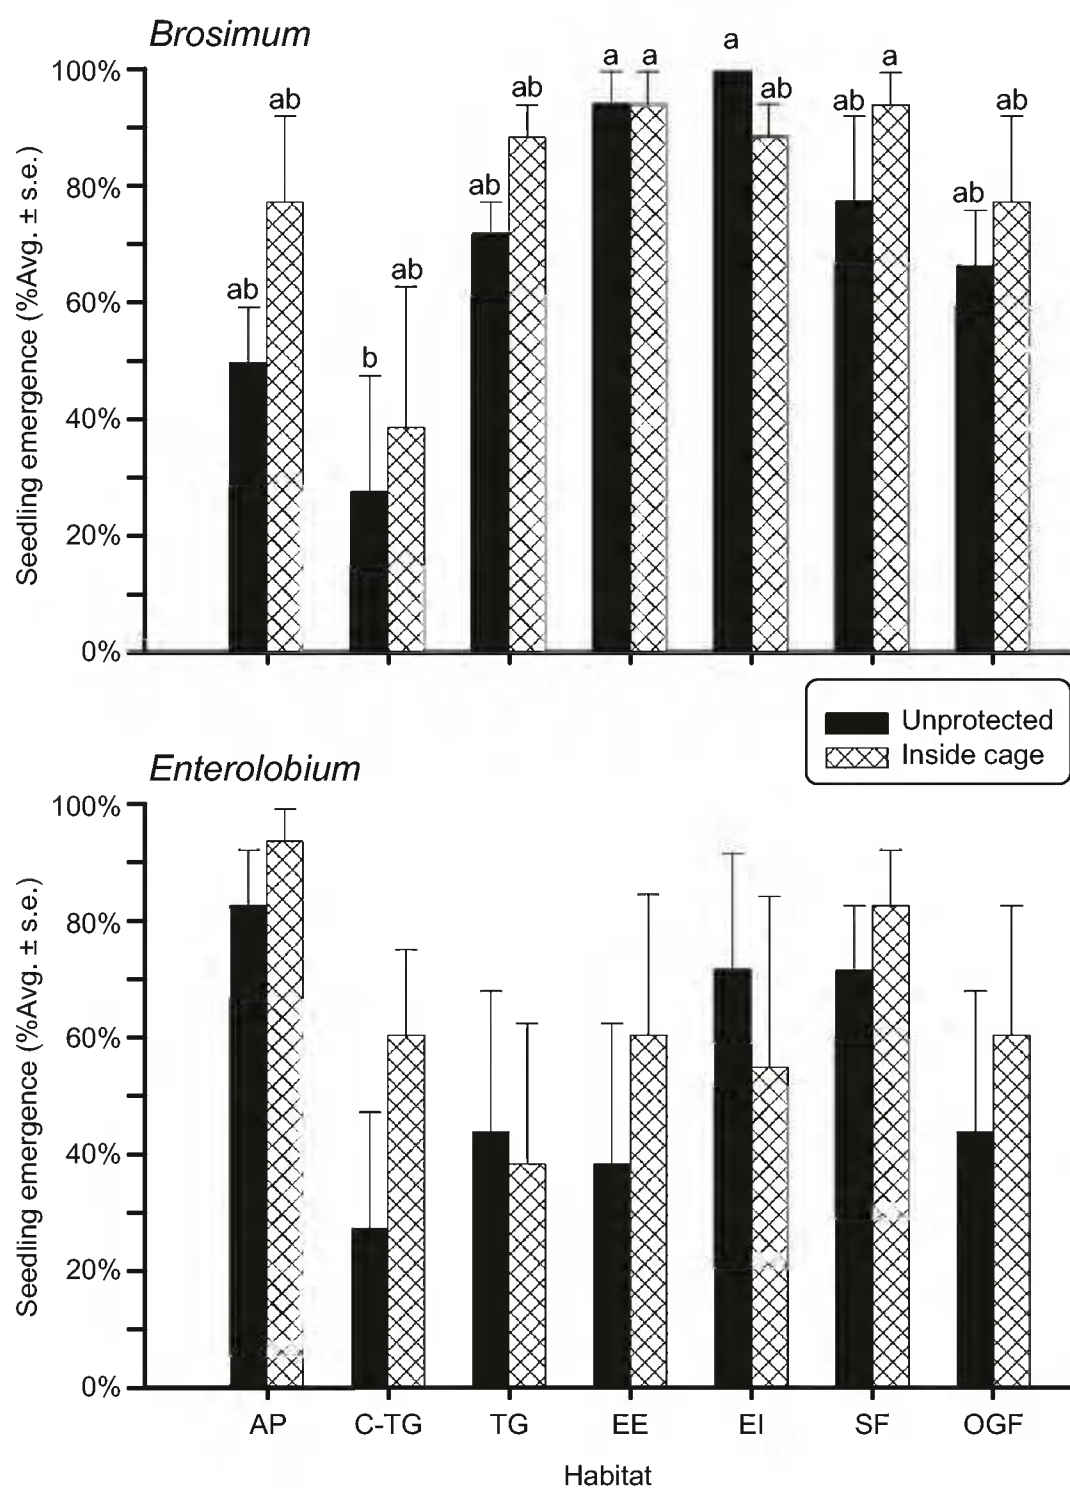 Brosimum
Seedling emergence (%Avg. ± s.e.)
100%
80%
60%
40%
20%
0%
ab
ab
b
ab
ab
ab
a
a
a
ab
ab
a
ab
ab
Unprotected
Inside cage
Enterolobium
Seedling emergence (%Avg. ± s.e.)
100%
80%
60%
40%
20%
0%
AP C-TG TG EE EI SF OGF
Habitat